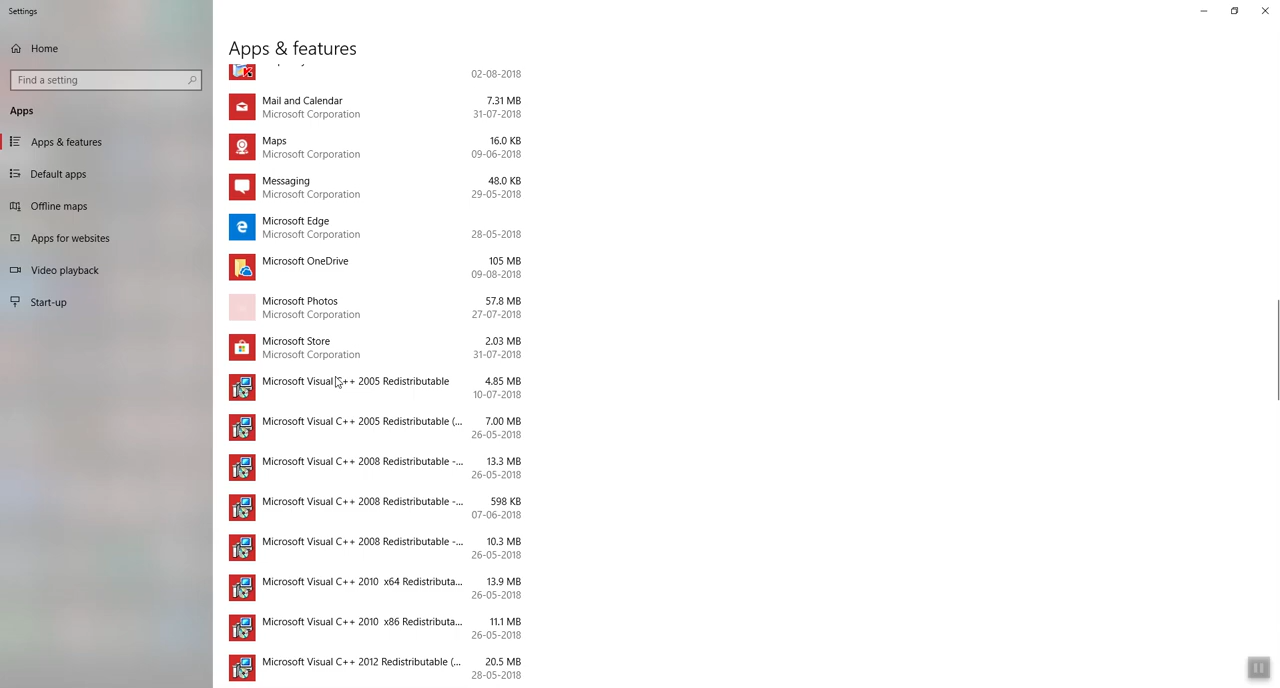 Settings
Home
Find a setting
Apps
Apps & features
Default apps
Offline maps
Apps for websites
Video playback
Start-up
Apps & features
02-08-2018
Mail and Calendar 7.31 MB
Microsoft Corporation 31-07-2018
Maps 16.0 KB
Microsoft Corporation 09-06-2018
Messaging 48.0 KB
Microsoft Corporation 29-05-2018
Microsoft Edge
Microsoft Corporation 28-05-2018
Microsoft OneDrive 105 MB
09-08-2018
Microsoft Photos 57.8 MB
Microsoft Corporation 27-07-2018
Microsoft Store 2.03 MB
Microsoft Corporation 31-07-2018
Microsoft Visual C++ 2005 Redistributable 4.85 MB
10-07-2018
Microsoft Visual C++ 2005 Redistributable (... 7.00 MB
26-05-2018
Microsoft Visual C++ 2008 Redistributable -... 13.3 MB
26-05-2018
Microsoft Visual C++ 2008 Redistributable -... 598 KB
07-06-2018
Microsoft Visual C++ 2008 Redistributable -... 10.3 MB
26-05-2018
Microsoft Visual C++ 2010  x64 Redistributa... 13.9 MB
26-05-2018
Microsoft Visual C++ 2010  x86 Redistributa... 11.1 MB
26-05-2018
Microsoft Visual C++ 2012 Redistributable (... 20.5 MB
28-05-2018